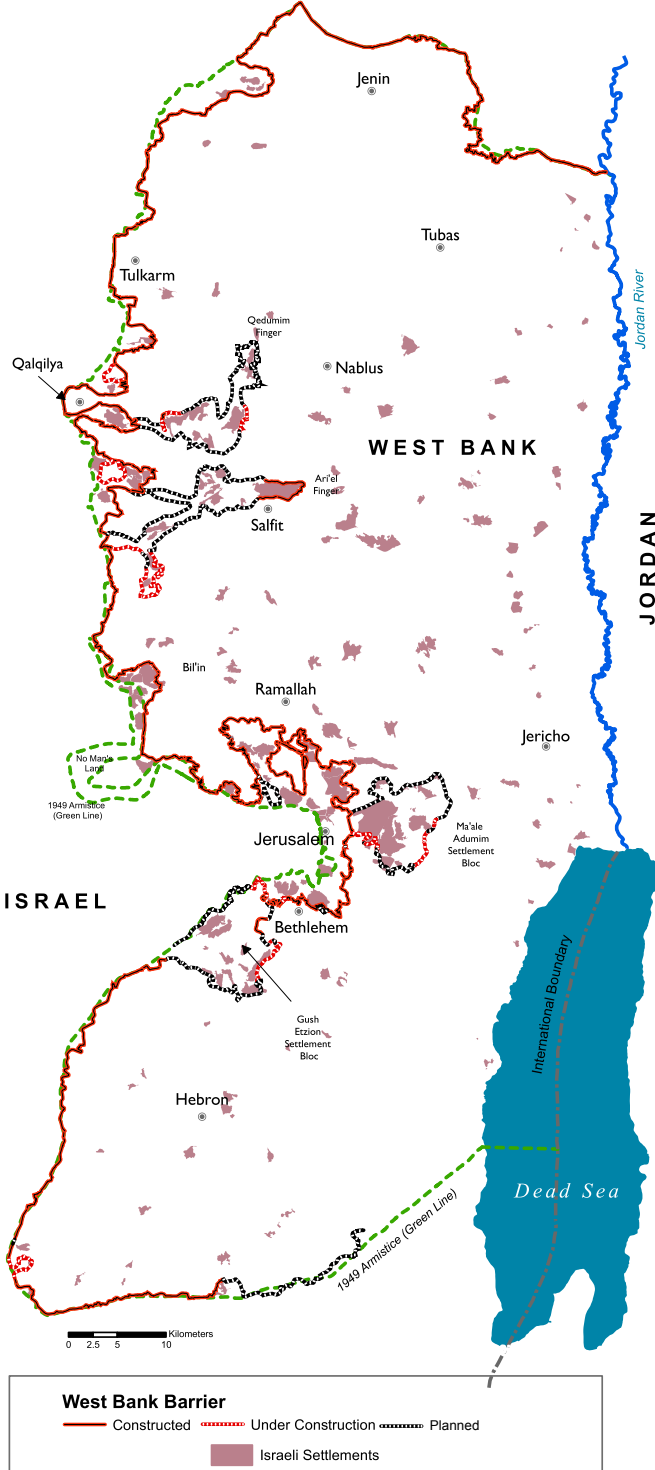 Jenin
Tubas
Tulkarm
Jordan River
Qedumim
Finger
Qalqilya
Nablus
WEST BANK
Ari'el
Finger
Salfit
JORDAN
Bil'in
Ramallah
Jericho
No Man's
Land
1949 Armistice
(Green Line)
Jerusalem
Ma'ale
Adumim
Settlement
Bloc
ISRAEL
Bethlehem
International Boundary
Gush
Etzion
Settlement
Bloc
Hebron
Dead Sea
1949 Armistice (Green Line)
Kilometers
0 2.5 5 10
West Bank Barrier
Constructed Under Construction Planned
Israeli Settlements